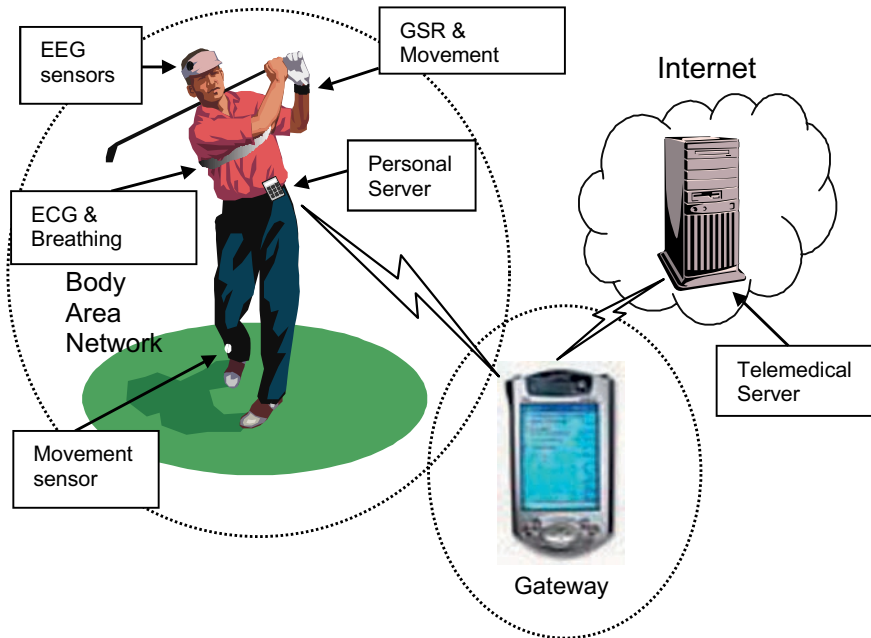 EEG
sensors
GSR &
Movement
Internet
Personal
Server
ECG &
Breathing
Body
Area
Network
Telemedical
Server
Movement
sensor
Gateway